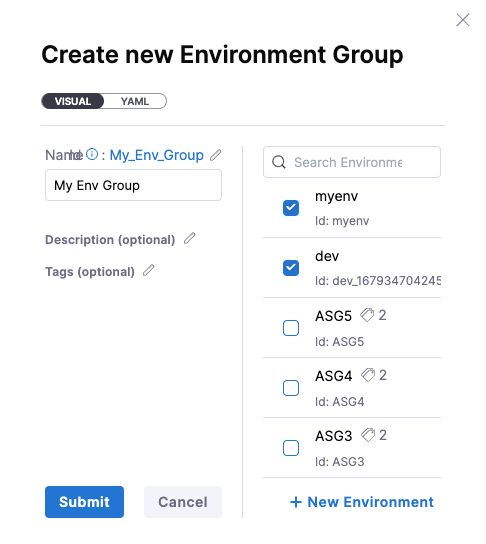 Create new Environment Group
VISUAL YAML
Name Id : My_Env_Group
My Env Group
Description (optional)
Tags (optional)
Submit
Cancel
Search Environme
myenv
Id: myenv
dev
Id: dev_167934704245
ASG5 2
Id: ASG5
ASG4 2
Id: ASG4
ASG3 2
Id: ASG3
+ New Environment